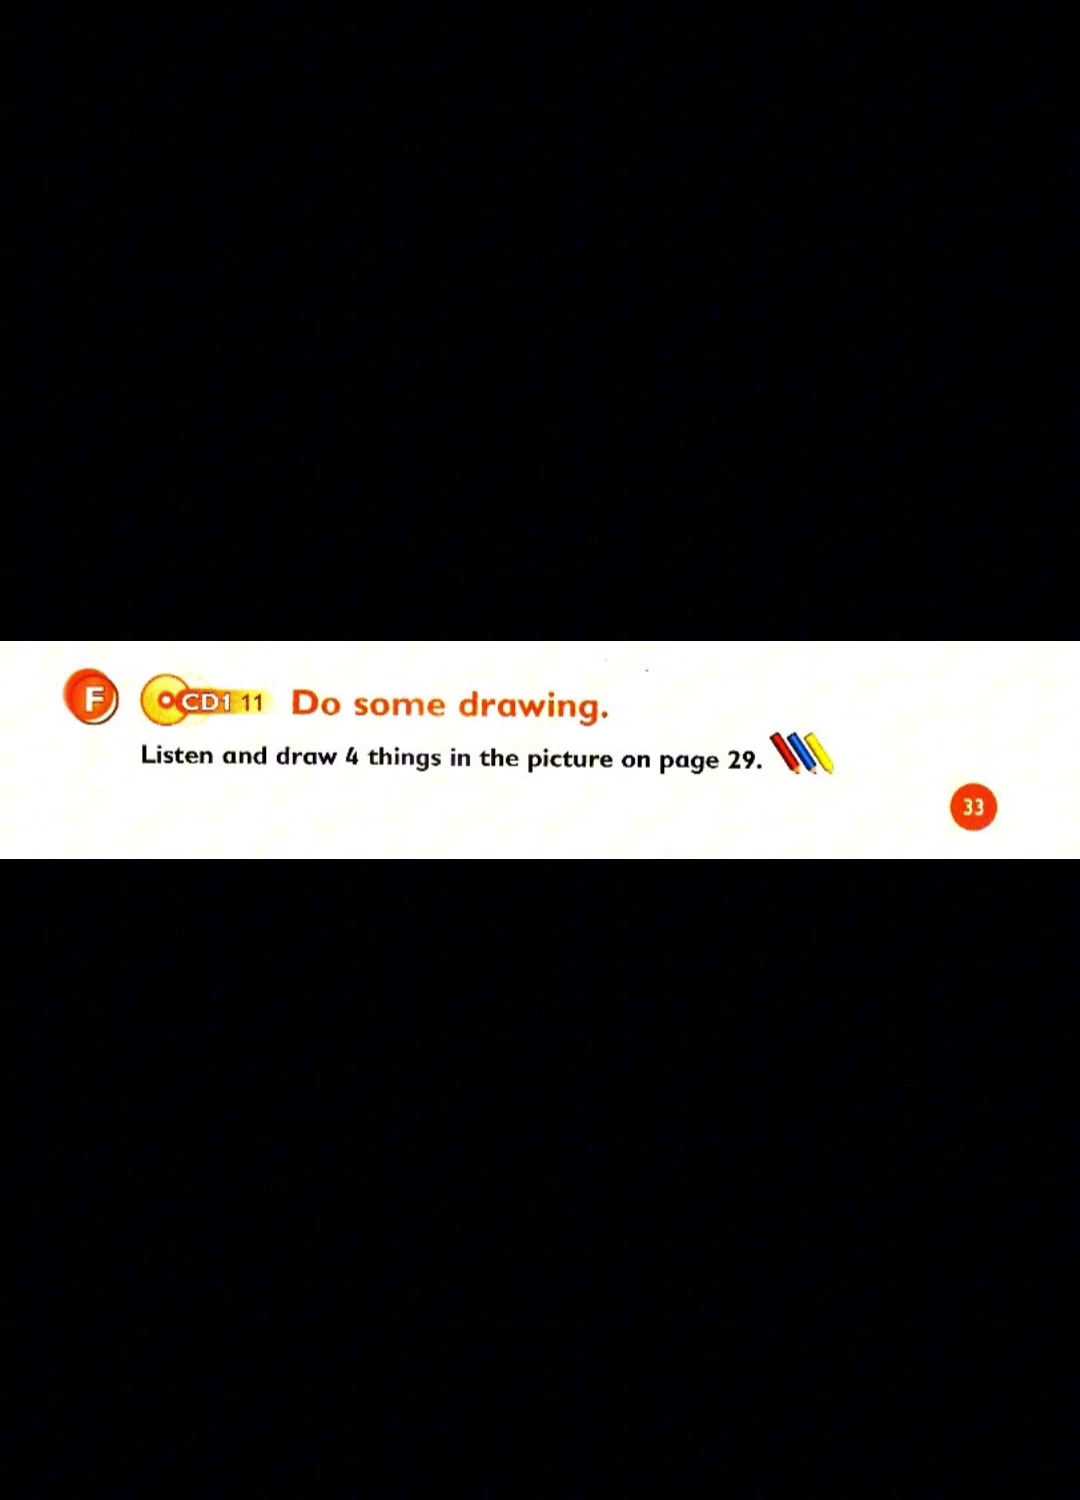 F CD1 11 Do some drawing.
Listen and draw 4 things in the picture on page 29.
33